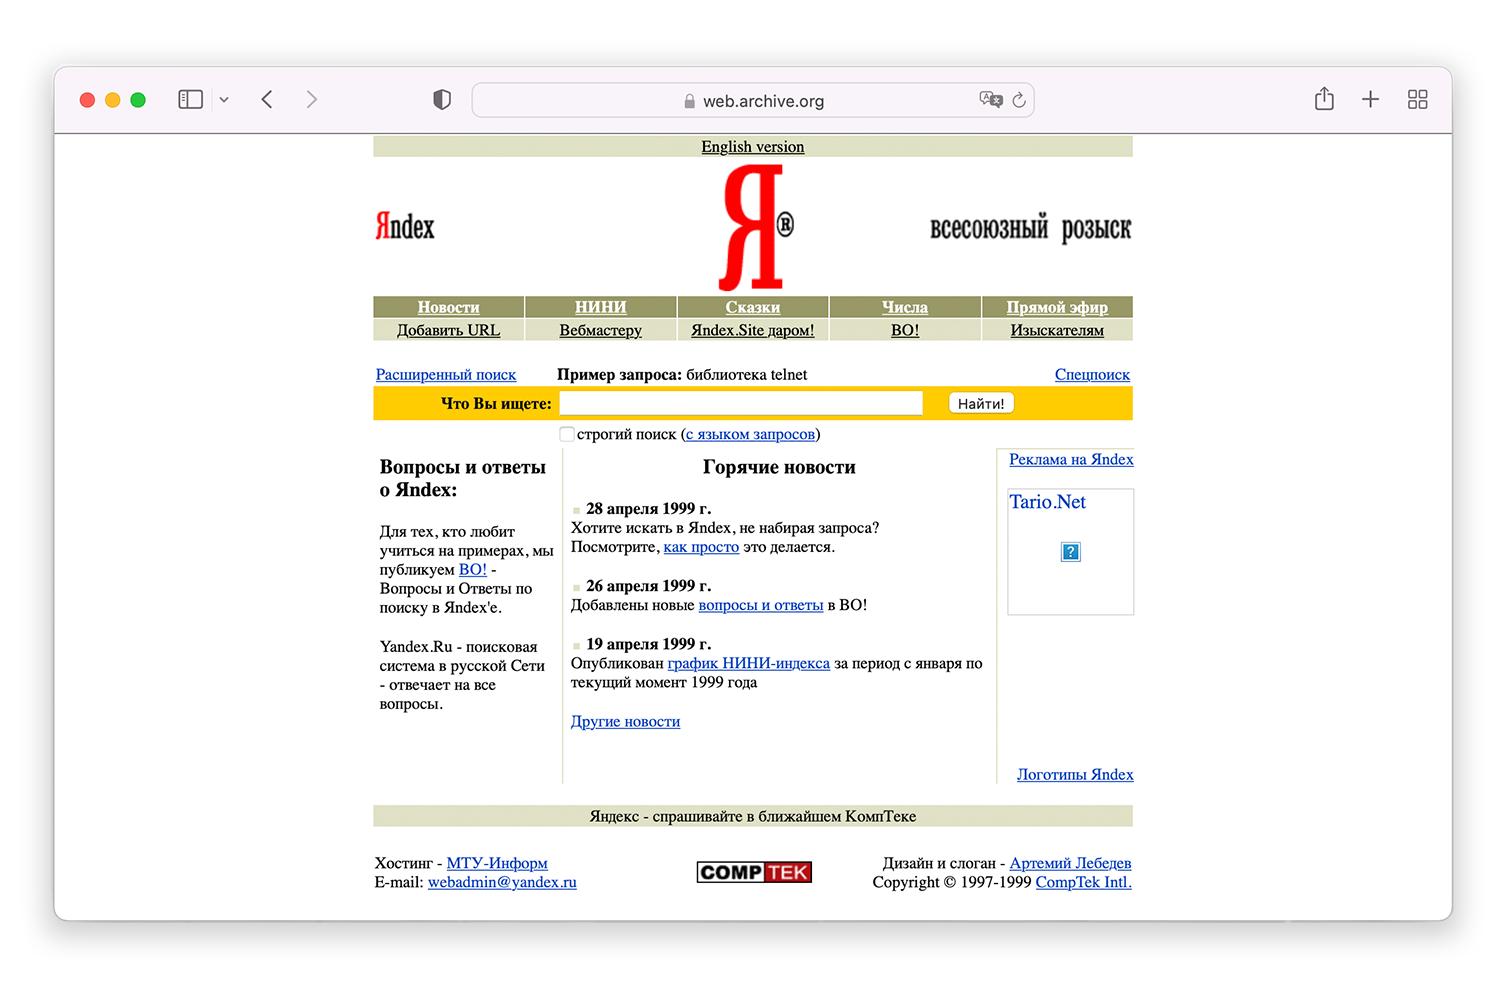 web.archive.org
English version
Яndex
Я®
всесоюзный розыск
Новости НИНИ Сказки Числа Прямой эфир
Добавить URL Вебмастеру Яndex.Site даром! ВО! Изыскателям
Расширенный поиск Пример запроса: библиотека telnet Спецпоиск
Что Вы ищете: Найти!
строгий поиск (с языком запросов)
Вопросы и ответы
о Яndex:
Для тех, кто любит
учиться на примерах, мы
публикуем ВО! -
Вопросы и Ответы по
поиску в Яndex'е.
Yandex.Ru - поисковая
система в русской Сети
- отвечает на все
вопросы.
Горячие новости
28 апреля 1999 г.
Хотите искать в Яndex, не набирая запроса?
Посмотрите, как просто это делается.
26 апреля 1999 г.
Добавлены новые вопросы и ответы в ВО!
19 апреля 1999 г.
Опубликован график НИНИ-индекса за период с января по
текущий момент 1999 года
Другие новости
Реклама на Яndex
Tario.Net
?
Логотипы Яndex
Яндекс - спрашивайте в ближайшем КомпТеке
Хостинг - МТУ-Информ
E-mail: webadmin@yandex.ru
COMPTEK
Дизайн и слоган - Артемий Лебедев
Copyright © 1997-1999 CompTek Intl.